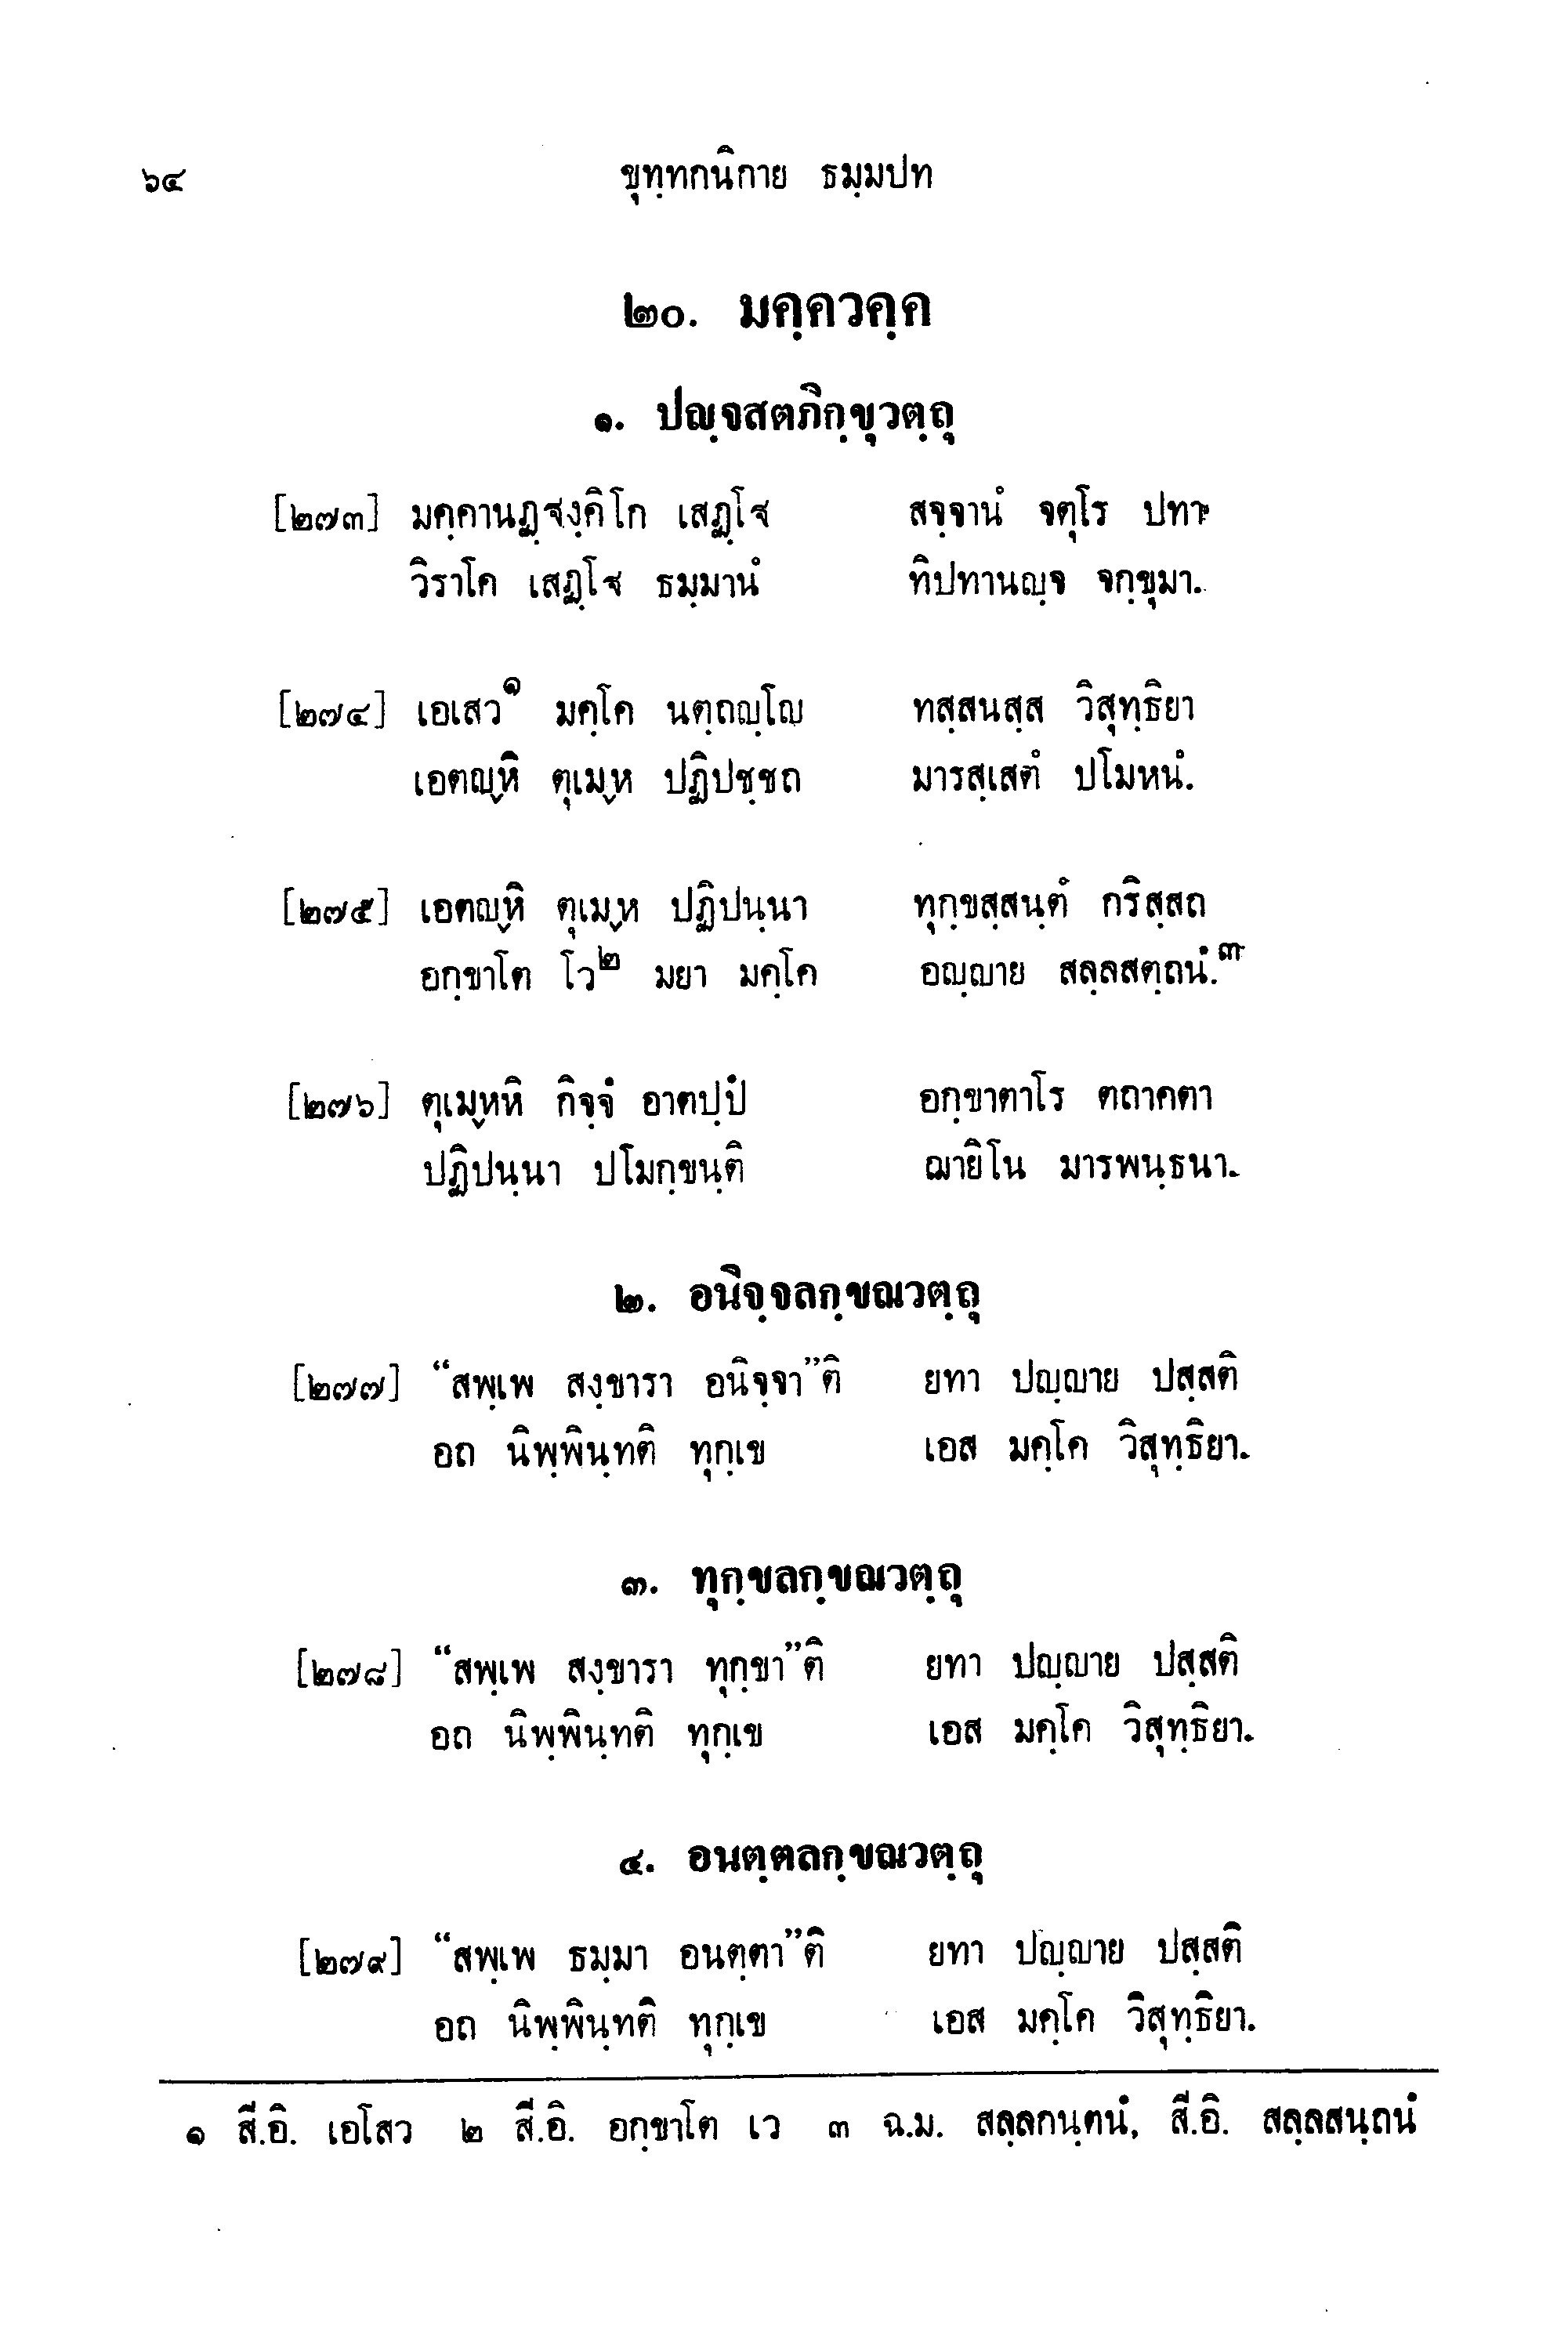 ๖๔ ขุทฺทกนิกาย ธมฺมปท
๒๐. มคฺควคฺค
๑. ปญฺจสตภิกฺขุวตฺถุ
[๒๗๓] มคฺคานฏฺฐงฺคิโก เสฏฺโฐ สจฺจานํ จตุโร ปทา
วิราโค เสฏฺโฐ ธมฺมานํ ทิปทานญฺจ จกฺขุมา.
[๒๗๔] เอเสว๑ มคฺโค นตฺถญฺโญ ทสฺสนสฺส วิสุทฺธิยา
เอตญฺหิ ตุเมฺห ปฏิปชฺชถ มารสฺเสตํ ปโมหนํ.
[๒๗๕] เอตญฺหิ ตุเมฺห ปฏิปนฺนา ทุกฺขสฺสนฺตํ กริสฺสถ
อกฺขาโต โว๒ มยา มคฺโค อญฺญาย สลฺลสตฺถนํ.๓
[๒๗๖] ตุเมฺหหิ กิจฺจํ อาตปฺปํ อกฺขาตาโร ตถาคตา
ปฏิปนฺนา ปโมกฺขนฺติ ฌายิโน มารพนฺธนา.
๒. อนิจฺจลกฺขณวตฺถุ
[๒๗๗] “สพฺเพ สงฺขารา อนิจฺจา”ติ ยทา ปญฺญาย ปสฺสติ
อถ นิพฺพินฺทติ ทุกฺเข เอส มคฺโค วิสุทฺธิยา.
๓. ทุกฺขลกฺขณวตฺถุ
[๒๗๘] “สพฺเพ สงฺขารา ทุกฺขา”ติ ยทา ปญฺญาย ปสฺสติ
อถ นิพฺพินฺทติ ทุกฺเข เอส มคฺโค วิสุทฺธิยา.
๔. อนตฺตลกฺขณวตฺถุ
[๒๗๙] “สพฺเพ ธมฺมา อนตฺตา”ติ ยทา ปญฺญาย ปสฺสติ
อถ นิพฺพินฺทติ ทุกฺเข เอส มคฺโค วิสุทฺธิยา.
๑ สี.อิ. เอโสว ๒ สี.อิ. อกฺขาโต เว ๓ ฉ.ม. สลฺลกนฺตนํ, สี.อิ. สลฺลสนฺถนํ